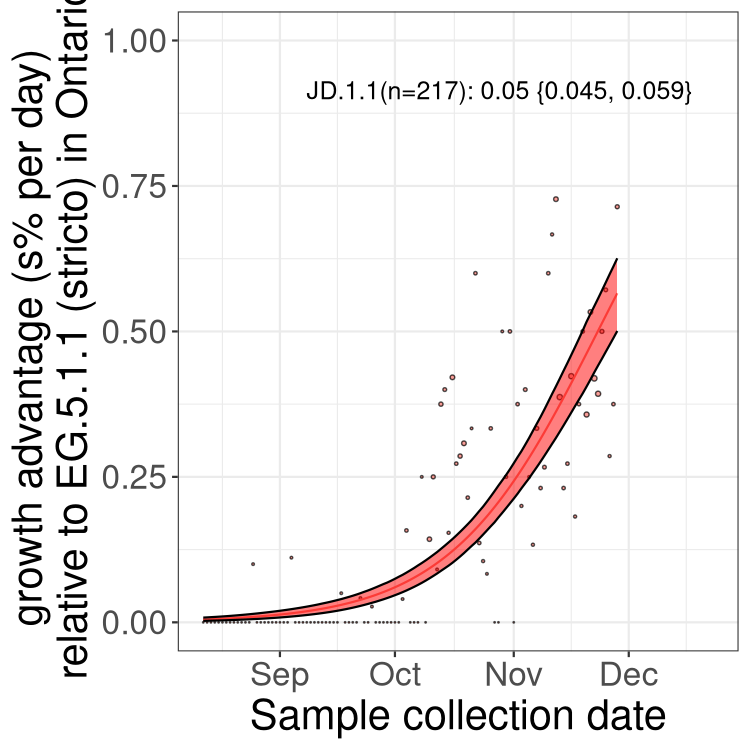 growth advantage (s% per day)
relative to EG.5.1.1 (stricto) in Ontario
1.00
0.75
0.50
0.25
0.00
JD.1.1(n=217): 0.05 {0.045, 0.059}
Sep Oct Nov Dec
Sample collection date